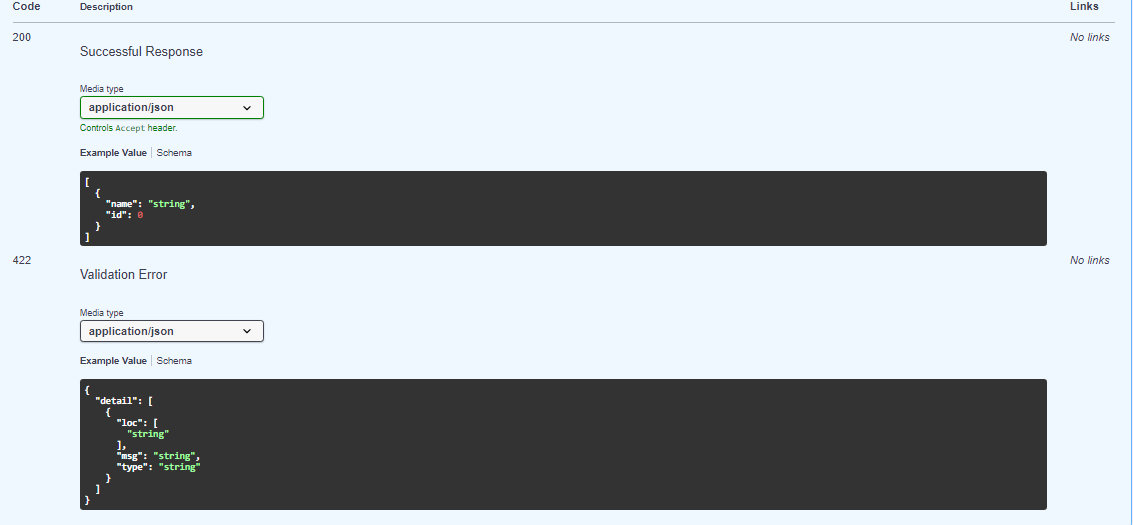 Code Description Links
200 No links
Successful Response
Media type
application/json
Controls Accept header.
Example Value | Schema
[
  {
    "name": "string",
    "id": 0
  }
]
422 No links
Validation Error
Media type
application/json
Example Value | Schema
{
  "detail": [
    {
      "loc": [
        "string"
      ],
      "msg": "string",
      "type": "string"
    }
  ]
}